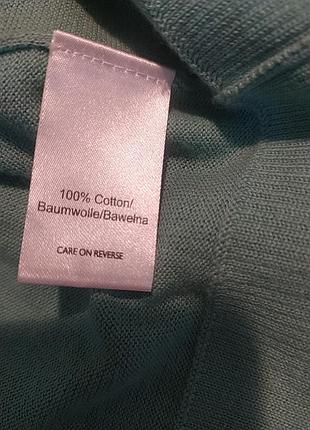 100% Cotton/
Baumwolle/Bawełna
CARE ON REVERSE